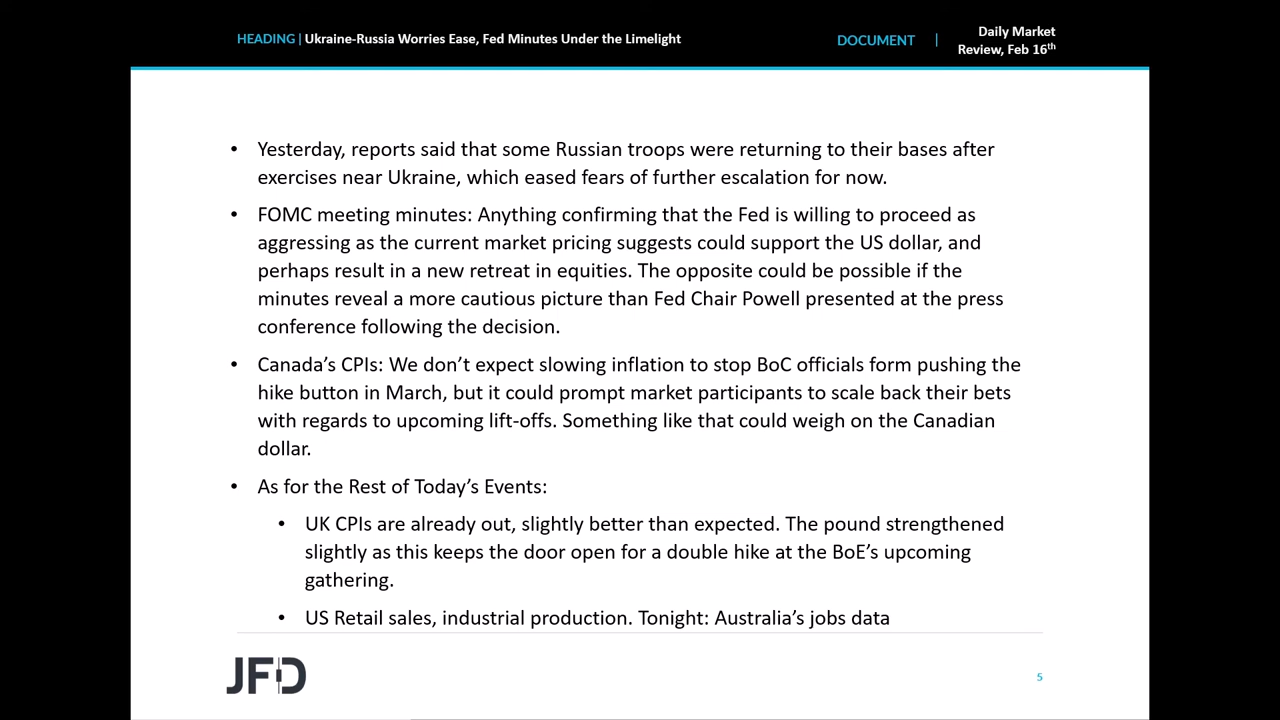 HEADING | Ukraine-Russia Worries Ease, Fed Minutes Under the Limelight
DOCUMENT | Daily Market
Review, Feb 16th
• Yesterday, reports said that some Russian troops were returning to their bases after
exercises near Ukraine, which eased fears of further escalation for now.
• FOMC meeting minutes: Anything confirming that the Fed is willing to proceed as
aggressing as the current market pricing suggests could support the US dollar, and
perhaps result in a new retreat in equities. The opposite could be possible if the
minutes reveal a more cautious picture than Fed Chair Powell presented at the press
conference following the decision.
• Canada’s CPIs: We don’t expect slowing inflation to stop BoC officials form pushing the
hike button in March, but it could prompt market participants to scale back their bets
with regards to upcoming lift-offs. Something like that could weigh on the Canadian
dollar.
• As for the Rest of Today’s Events:
• UK CPIs are already out, slightly better than expected. The pound strengthened
slightly as this keeps the door open for a double hike at the BoE’s upcoming
gathering.
• US Retail sales, industrial production. Tonight: Australia’s jobs data
JFD
5